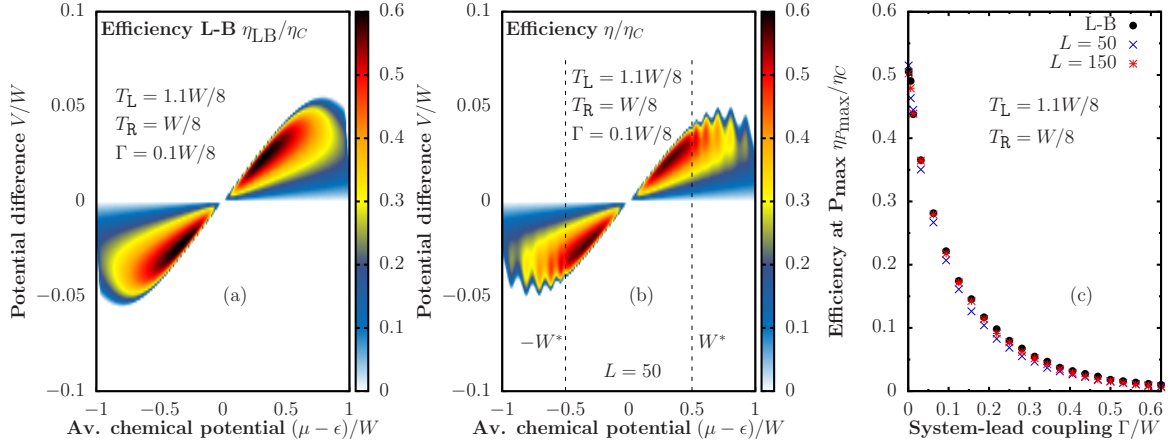 Efficiency L-B η_LB/η_C
T_L = 1.1W/8
T_R = W/8
Γ = 0.1W/8
(a)
0.1
0.05
0
−0.05
−0.1
Potential difference V/W
−1
−0.5
0
0.5
1
Av. chemical potential (μ − ϵ)/W
0.6
0.5
0.4
0.3
0.2
0.1
0
Efficiency η/η_C
T_L = 1.1W/8
T_R = W/8
Γ = 0.1W/8
(b)
−W*
W*
L = 50
0.1
0.05
0
−0.05
−0.1
Potential difference V/W
−1
−0.5
0
0.5
1
Av. chemical potential (μ − ϵ)/W
0.6
0.5
0.4
0.3
0.2
0.1
0
L-B
L = 50
L = 150
T_L = 1.1W/8
T_R = W/8
(c)
0.6
0.5
0.4
0.3
0.2
0.1
0
Efficiency at P max η_Pmax/η_C
0
0.1
0.2
0.3
0.4
0.5
0.6
System-lead coupling Γ/W